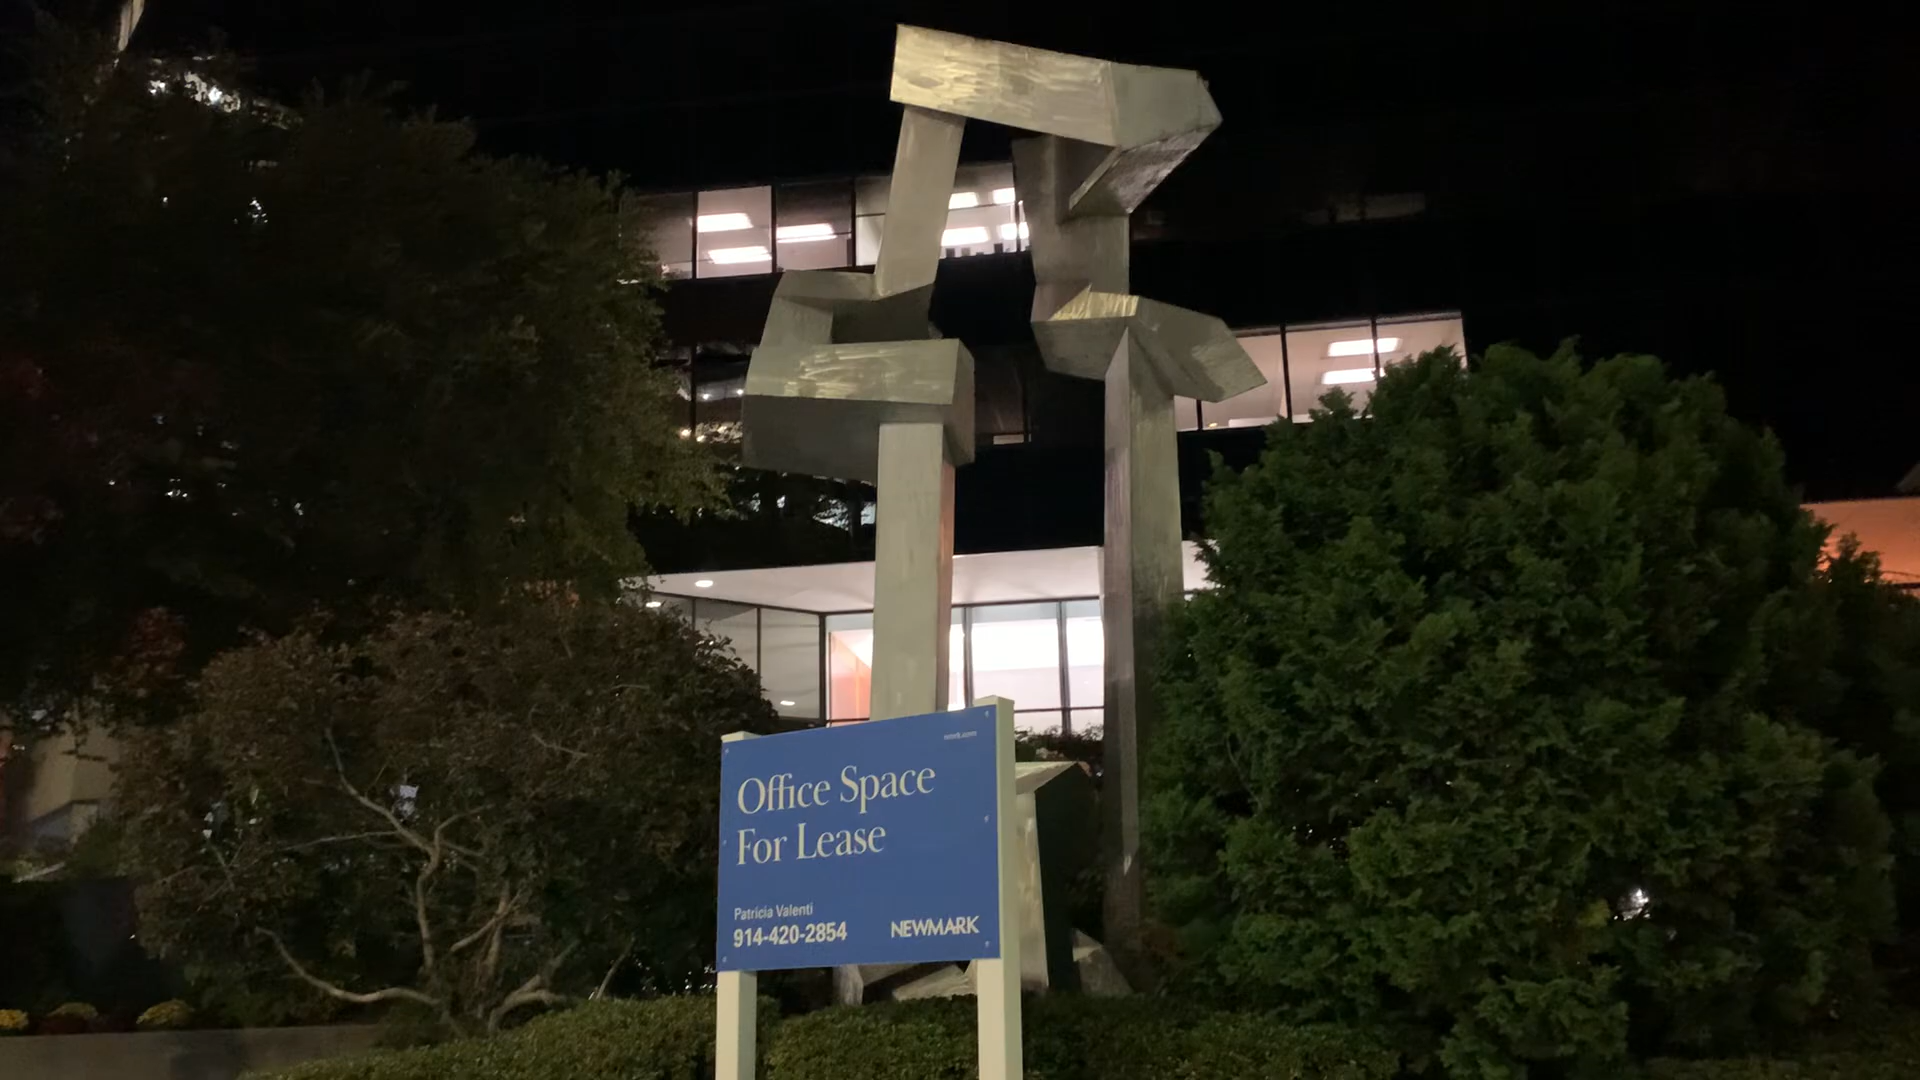 Office Space
For Lease
Patricia Valenti
914-420-2854
NEWMARK